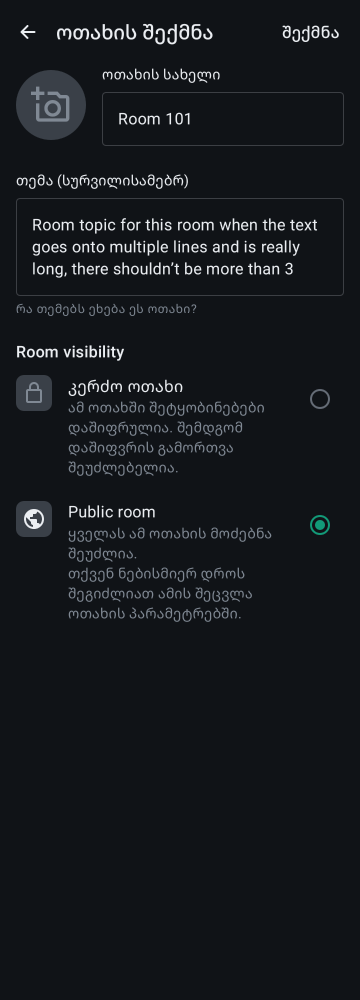 ოთახის შექმნა
შექმნა
ოთახის სახელი
Room 101
თემა (სურვილისამებრ)
Room topic for this room when the text
goes onto multiple lines and is really
long, there shouldn’t be more than 3
რა თემებს ეხება ეს ოთახი?
Room visibility
კერძო ოთახი
ამ ოთახში შეტყობინებები
დაშიფრულია. შემდგომ
დაშიფვრის გამორთვა
შეუძლებელია.
Public room
ყველას ამ ოთახის მოძებნა
შეუძლია.
თქვენ ნებისმიერ დროს
შეგიძლიათ ამის შეცვლა
ოთახის პარამეტრებში.